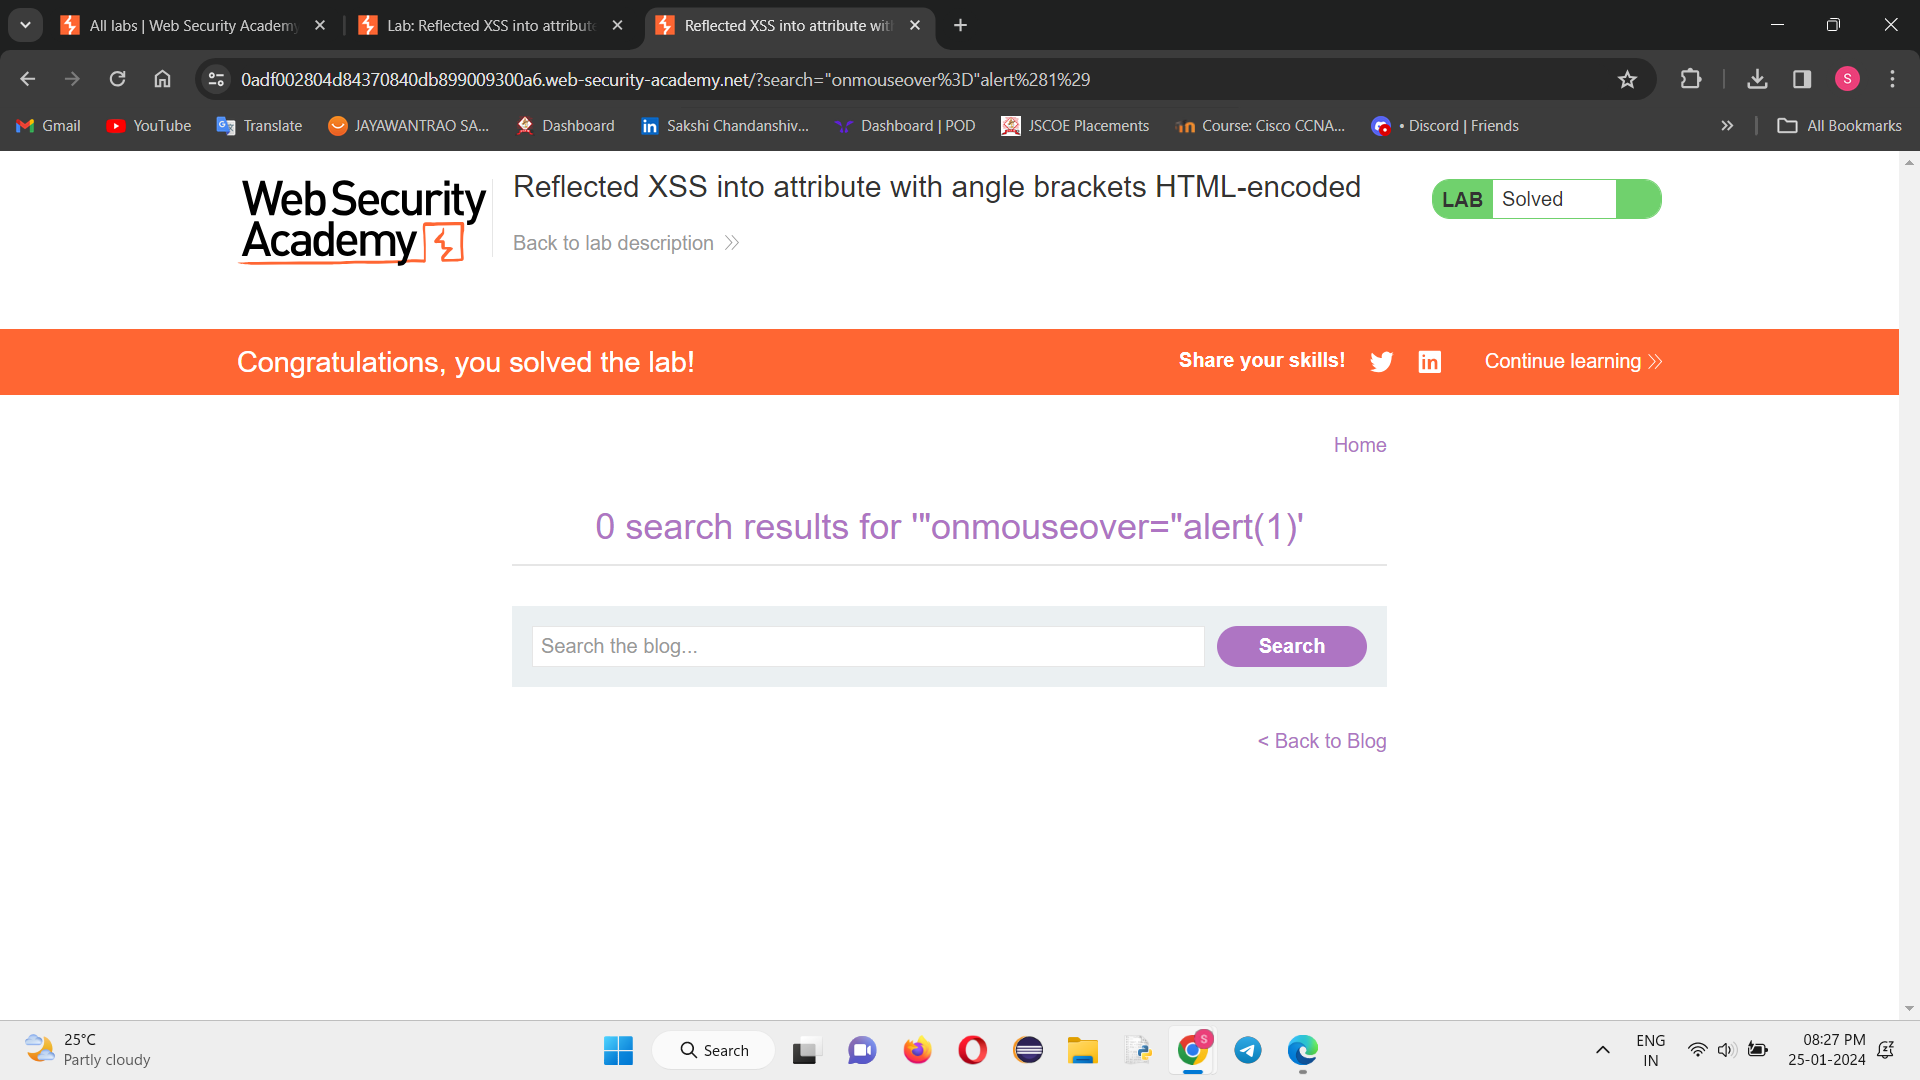 All labs | Web Security Academy
Lab: Reflected XSS into attribute
Reflected XSS into attribute wit
0adf002804d84370840db899009300a6.web-security-academy.net/?search="onmouseover%3D"alert%281%29
S
Gmail
YouTube
Translate
JAYAWANTRAO SA...
Dashboard
Sakshi Chandanshiv...
Dashboard | POD
JSCOE Placements
Course: Cisco CCNA...
• Discord | Friends
All Bookmarks
Web Security
Academy
Reflected XSS into attribute with angle brackets HTML-encoded
Back to lab description
LAB Solved
Congratulations, you solved the lab!
Share your skills!
Continue learning
Home
0 search results for '"onmouseover="alert(1)'
Search the blog...
Search
< Back to Blog
25°C
Partly cloudy
Search
S
ENG
IN
08:27 PM
25-01-2024